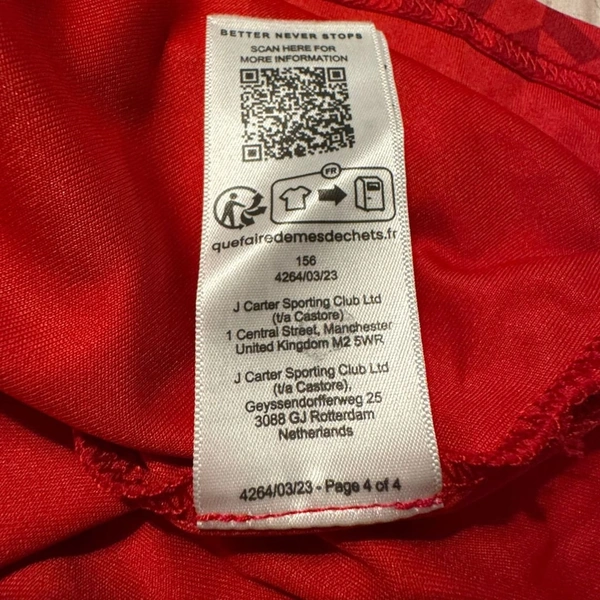 BETTER NEVER STOPS
SCAN HERE FOR
MORE INFORMATION
FR
quefairedemesdechets.fr
156
4264/03/23
J Carter Sporting Club Ltd
(t/a Castore)
1 Central Street, Manchester
United Kingdom M2 5WR
J Carter Sporting Club Ltd
(t/a Castore),
Geyssendorfferweg 25
3088 GJ Rotterdam
Netherlands
4264/03/23 - Page 4 of 4